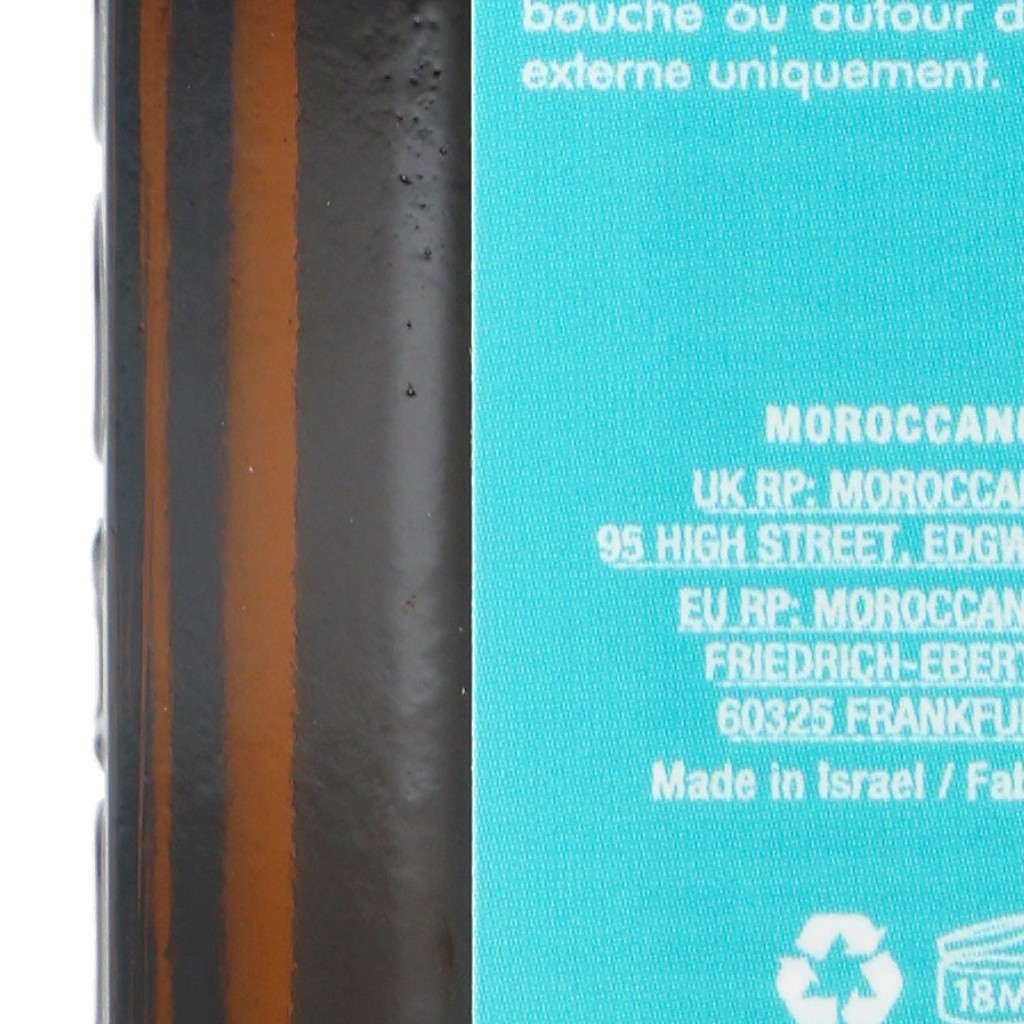 bouche ou autour d
externe uniquement.
MOROCCANO
UK RP: MOROCCAN
95 HIGH STREET, EDGW
EU RP: MOROCCAN
FRIEDRICH-EBERT
60325 FRANKFU
Made in Israel / Fab
18M